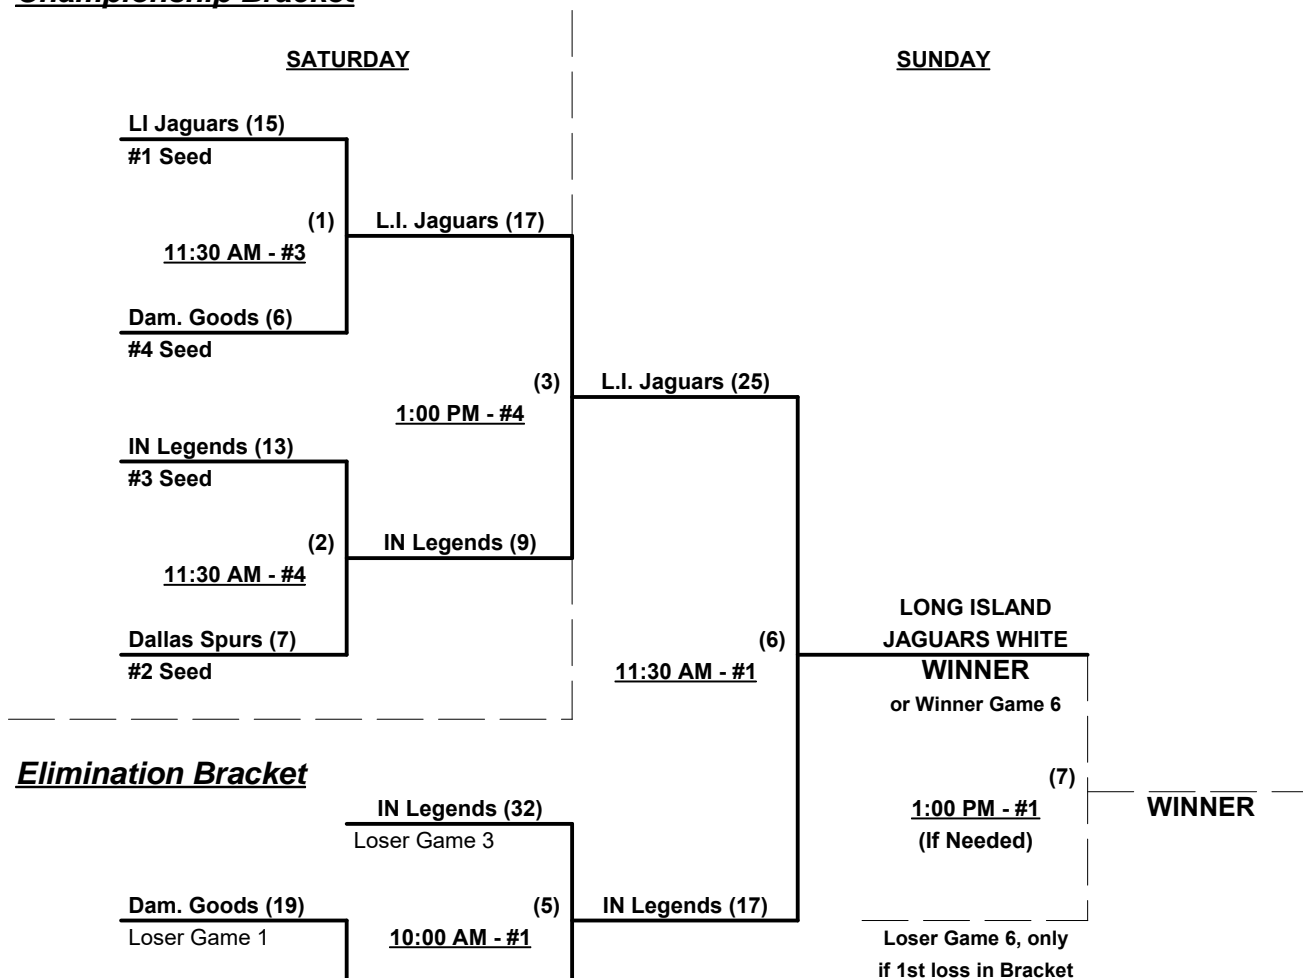 Championship Bracket
SATURDAY
SUNDAY
LI Jaguars (15)
#1 Seed
(1)
L.I. Jaguars (17)
11:30 AM - #3
Dam. Goods (6)
#4 Seed
(3)
L.I. Jaguars (25)
1:00 PM - #4
IN Legends (13)
#3 Seed
(2)
IN Legends (9)
11:30 AM - #4
LONG ISLAND
Dallas Spurs (7)
(6)
JAGUARS WHITE
#2 Seed
11:30 AM - #1
WINNER
or Winner Game 6
Elimination Bracket
(7)
IN Legends (32)
1:00 PM - #1
WINNER
Loser Game 3
(If Needed)
Dam. Goods (19)
(5)
IN Legends (17)
Loser Game 1
10:00 AM - #1
Loser Game 6, only
if 1st loss in Bracket